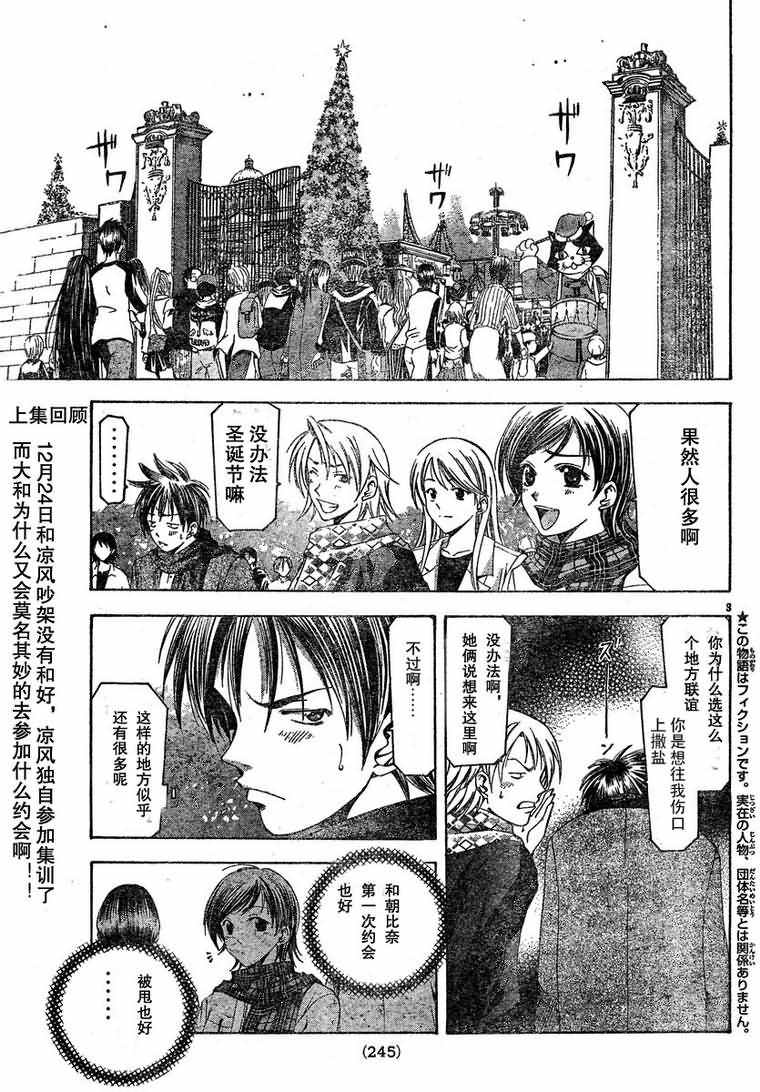 ザワ
ザワ
ザワ
果然
人很多啊
没办法
圣诞节嘛
………
上集回顾
12月24日和凉风吵架没有和好，凉风独自参加集训了
而大和为什么又会莫名其妙的去参加什么约会啊！！
3
你为什么选这么
个地方联谊
你是想往我伤口
上撒盐
ズ
没办法啊，
她俩说想来这里啊
不过啊……
这样的地方似乎
还有很多呢
和朝比奈
第一次约会
也好
被甩也好
……
★この物語はフィクションです。実在の人物、団体名等とは関係ありません。
(245)